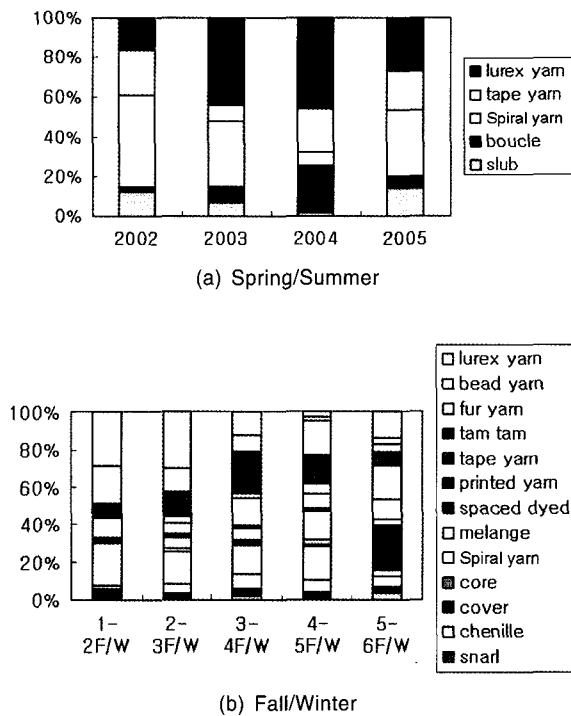 100%
80%
60%
40%
20%
0%
2002 2003 2004 2005
lurex yarn
tape yarn
Spiral yarn
boucle
slub
(a) Spring/Summer
100%
80%
60%
40%
20%
0%
1- 2- 3- 4- 5-
2F/W 3F/W 4F/W 5F/W 6F/W
lurex yarn
bead yarn
fur yarn
tam tam
tape yarn
printed yarn
spaced dyed
melange
Spiral yarn
core
cover
chenille
snarl
(b) Fall/Winter